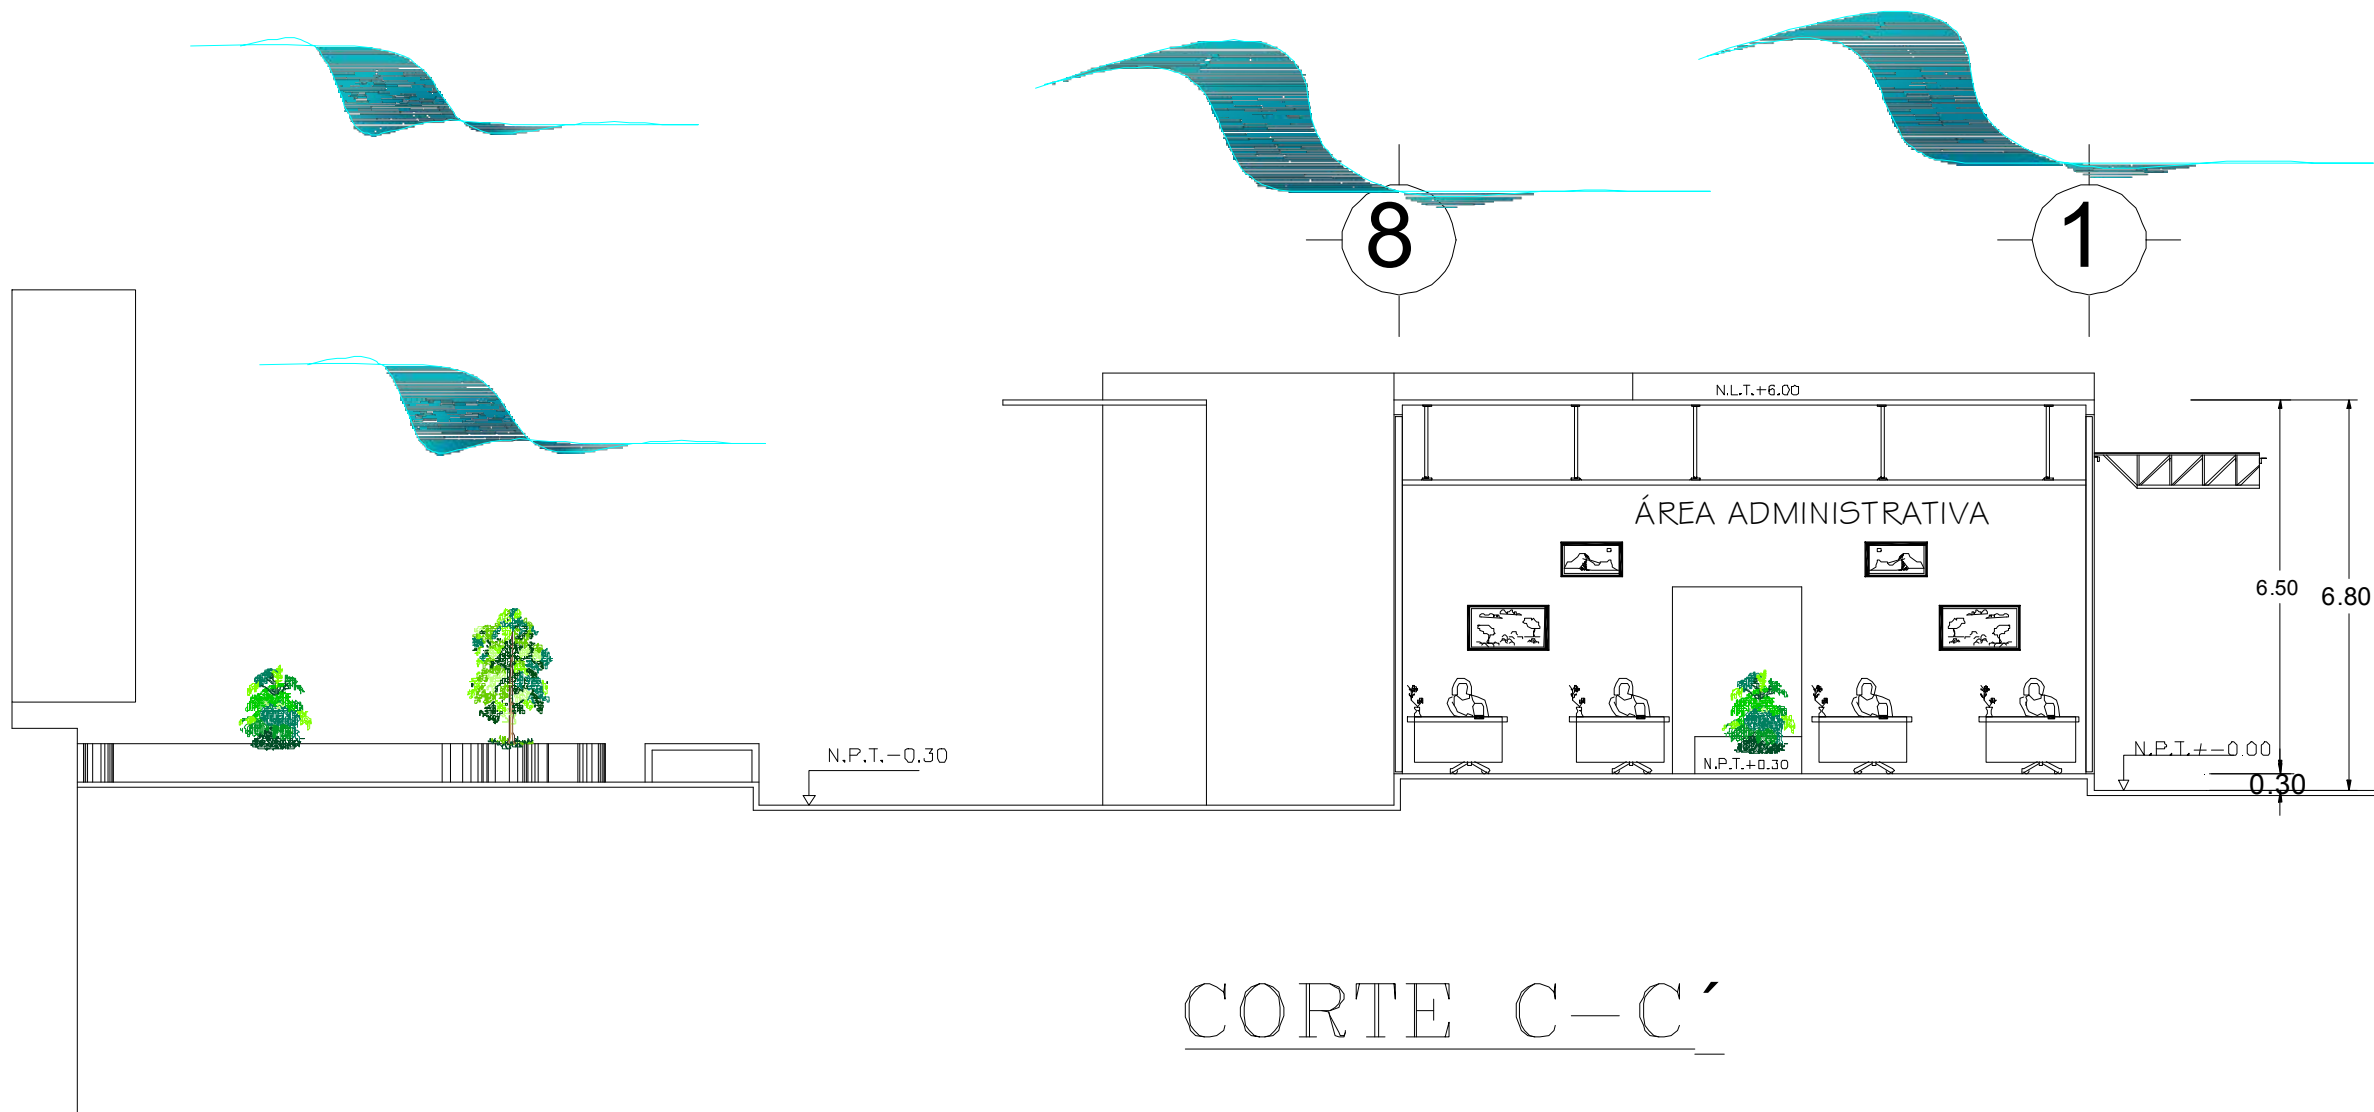 8
1
N.L.T.+6.00
ÁREA ADMINISTRATIVA
6.50
6.80
N.P.T.-0.30
N.P.T.+0.30
N.P.T.+-0.00
0.30
CORTE C-C´